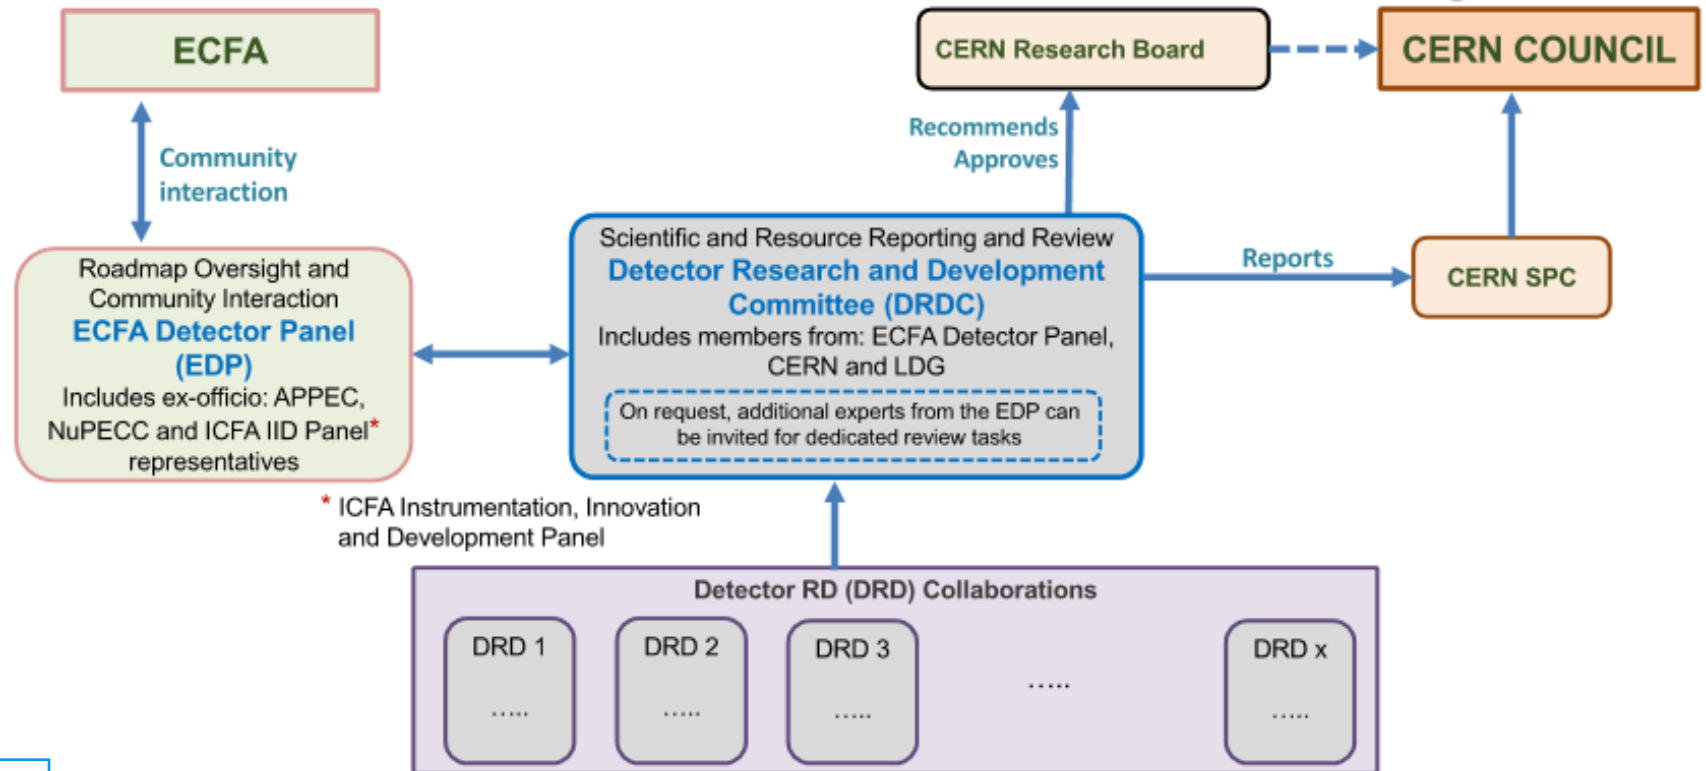 ECFA
CERN Research Board
CERN COUNCIL
Community
interaction
Recommends
Approves
Roadmap Oversight and
Community Interaction
ECFA Detector Panel
(EDP)
Includes ex-officio: APPEC,
NuPECC and ICFA IID Panel*
representatives
Scientific and Resource Reporting and Review
Detector Research and Development
Committee (DRDC)
Includes members from: ECFA Detector Panel,
CERN and LDG
On request, additional experts from the EDP can
be invited for dedicated review tasks
Reports
CERN SPC
* ICFA Instrumentation, Innovation
and Development Panel
Detector RD (DRD) Collaborations
DRD 1
.....
DRD 2
.....
DRD 3
.....
.....
DRD x
.....